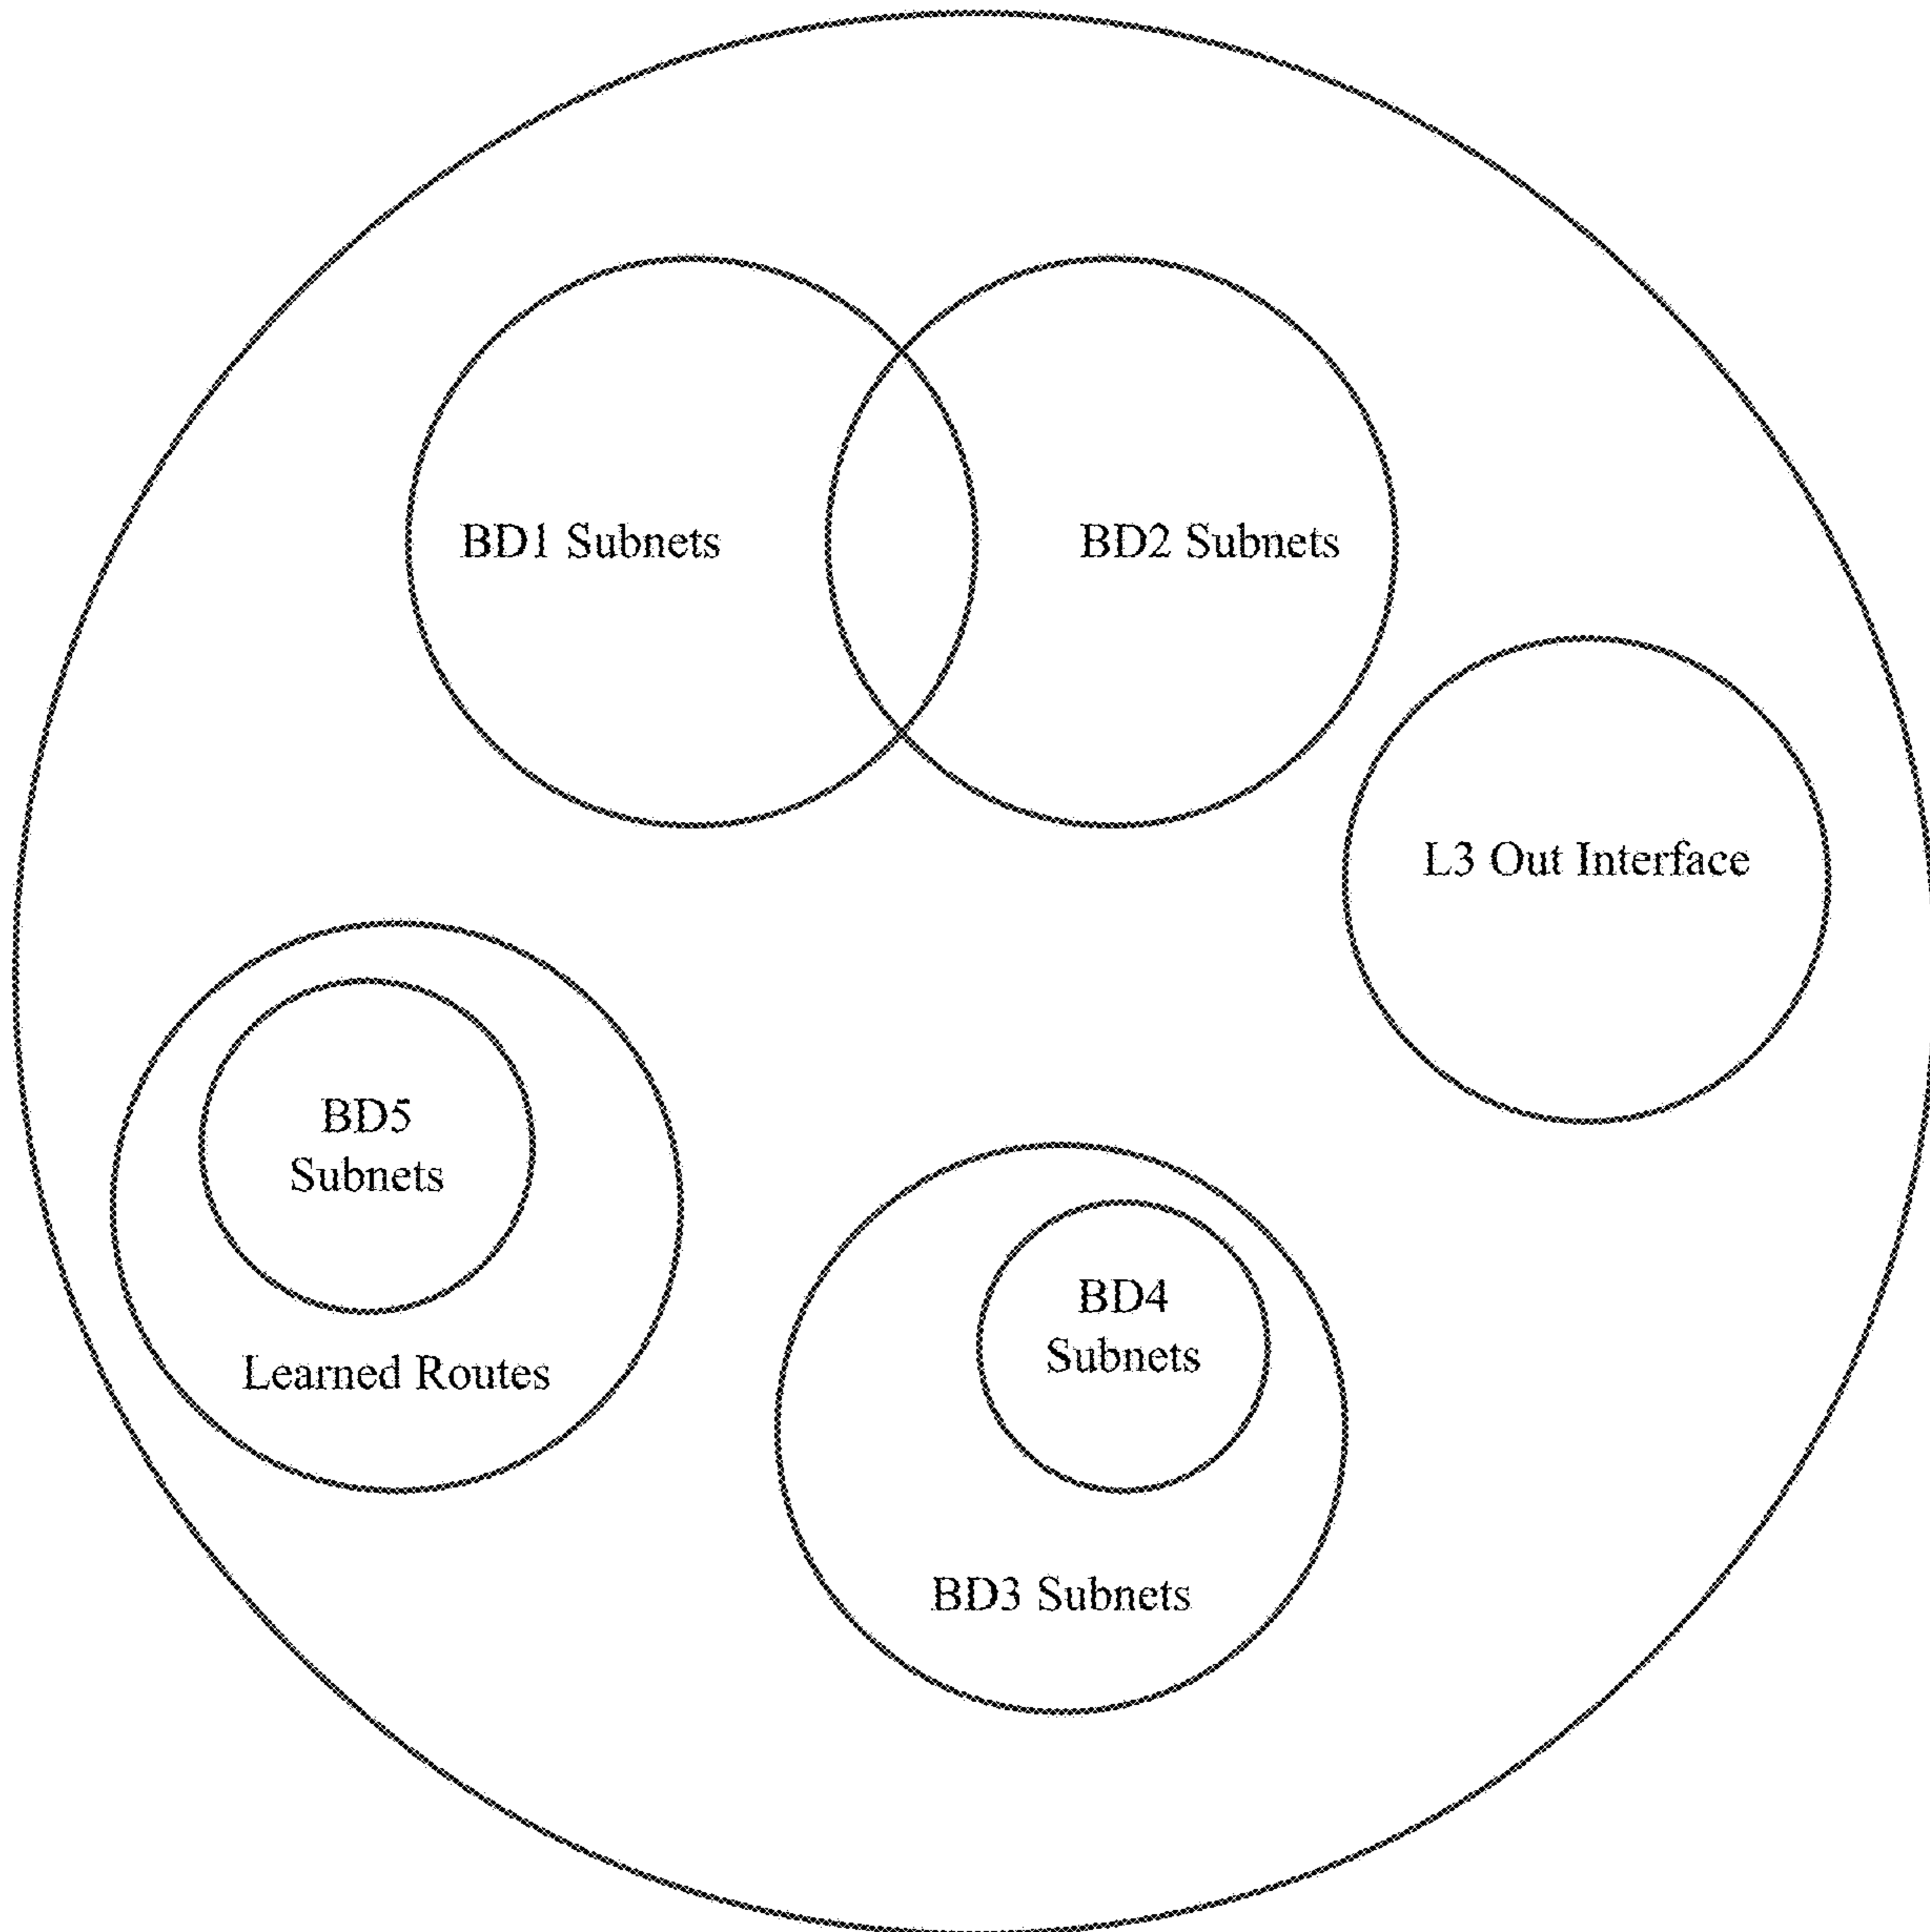 BD1 Subnets
BD2 Subnets
L3 Out Interface
BD5
Subnets
Learned Routes
BD4
Subnets
BD3 Subnets